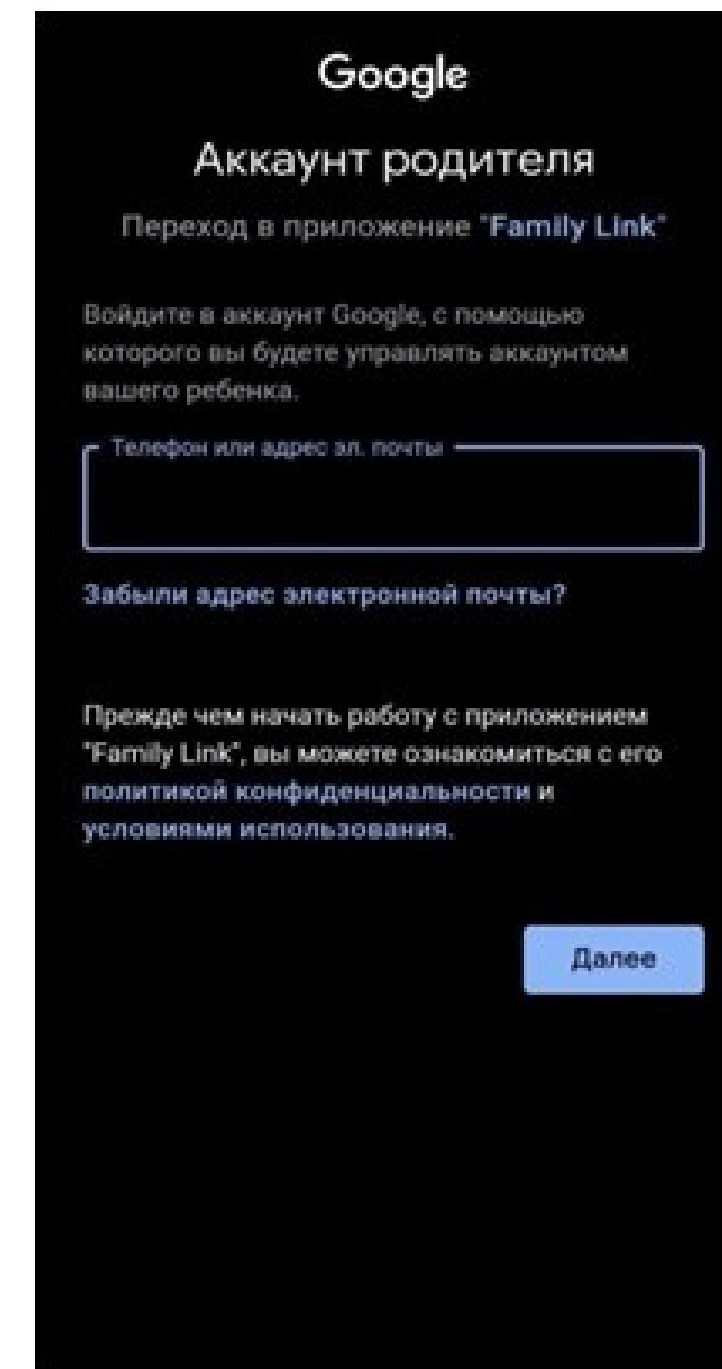 Google
Аккаунт родителя
Переход в приложение "Family Link"
Войдите в аккаунт Google, с помощью
которого вы будете управлять аккаунтом
вашего ребенка.
Телефон или адрес эл. почты
Забыли адрес электронной почты?
Прежде чем начать работу с приложением
"Family Link", вы можете ознакомиться с его
политикой конфиденциальности и
условиями использования.
Далее